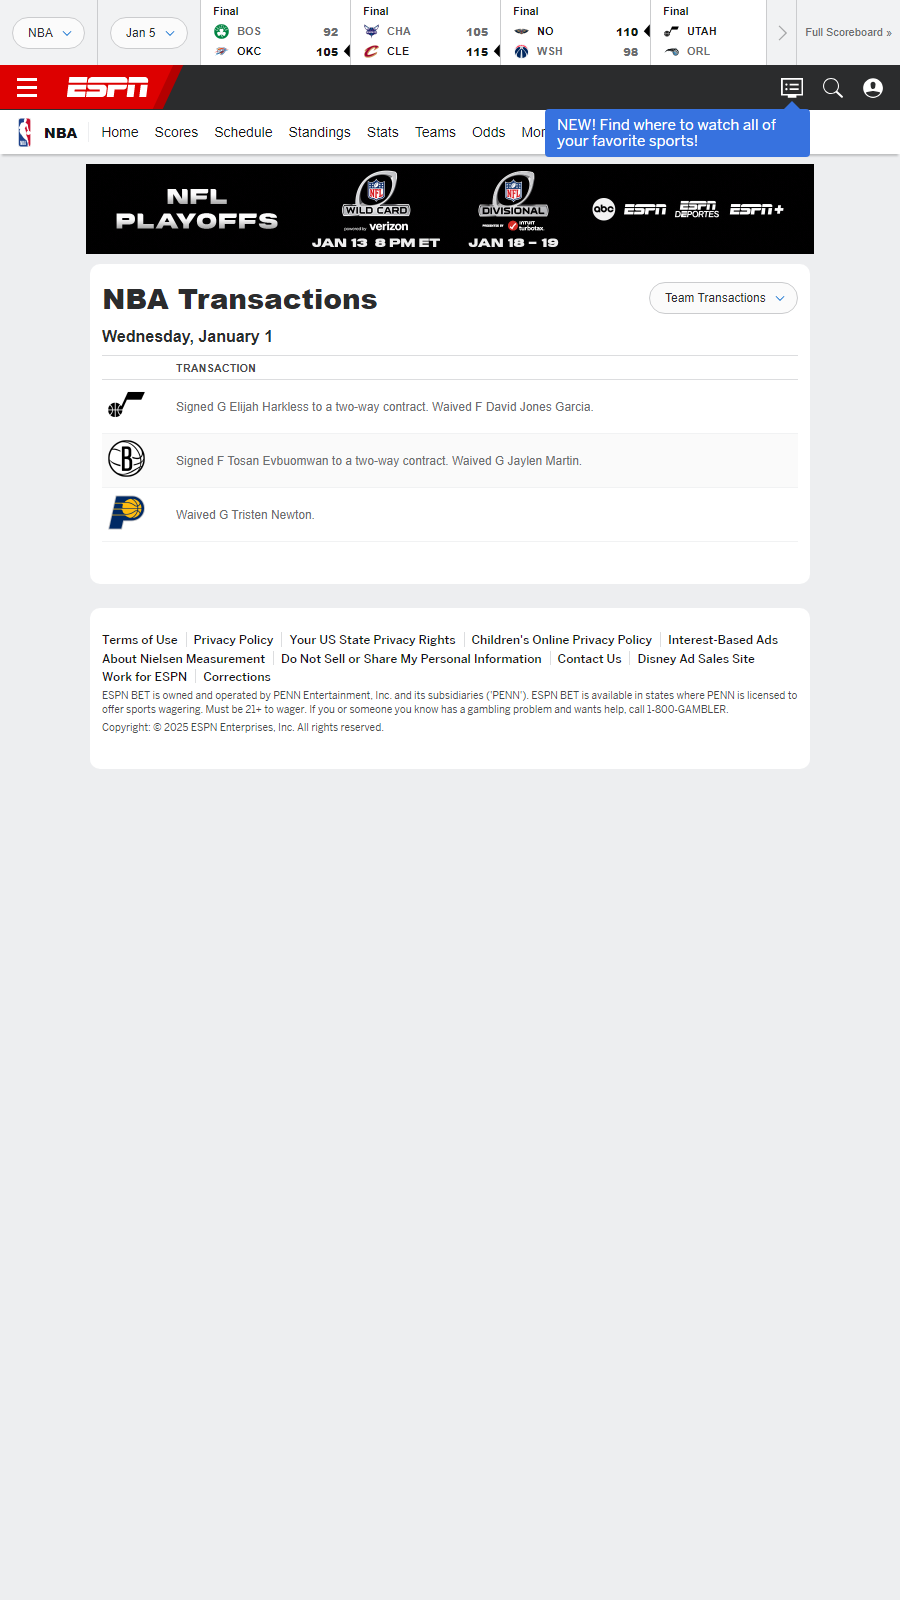 NBA
Jan 5
Final
BOS 92
OKC 105
Final
CHA 105
CLE 115
Final
NO 110
WSH 98
Final
UTAH
ORL
Full Scoreboard »
ESPN
NBA Home Scores Schedule Standings Stats Teams Odds Mor
NEW! Find where to watch all of
your favorite sports!
NFL
PLAYOFFS
NFL
WILD CARD
powered by verizon
JAN 13 8 PM ET
NFL
DIVISIONAL
PRESENTED BY INTUIT turbotax
JAN 18 – 19
abc ESPN ESPN DEPORTES ESPN+
NBA Transactions
Team Transactions
Wednesday, January 1
TRANSACTION
Signed G Elijah Harkless to a two-way contract. Waived F David Jones Garcia.
B
Signed F Tosan Evbuomwan to a two-way contract. Waived G Jaylen Martin.
P
Waived G Tristen Newton.
Terms of Use Privacy Policy Your US State Privacy Rights Children's Online Privacy Policy Interest-Based Ads
About Nielsen Measurement Do Not Sell or Share My Personal Information Contact Us Disney Ad Sales Site
Work for ESPN Corrections
ESPN BET is owned and operated by PENN Entertainment, Inc. and its subsidiaries ('PENN'). ESPN BET is available in states where PENN is licensed to
offer sports wagering. Must be 21+ to wager. If you or someone you know has a gambling problem and wants help, call 1-800-GAMBLER.
Copyright: © 2025 ESPN Enterprises, Inc. All rights reserved.